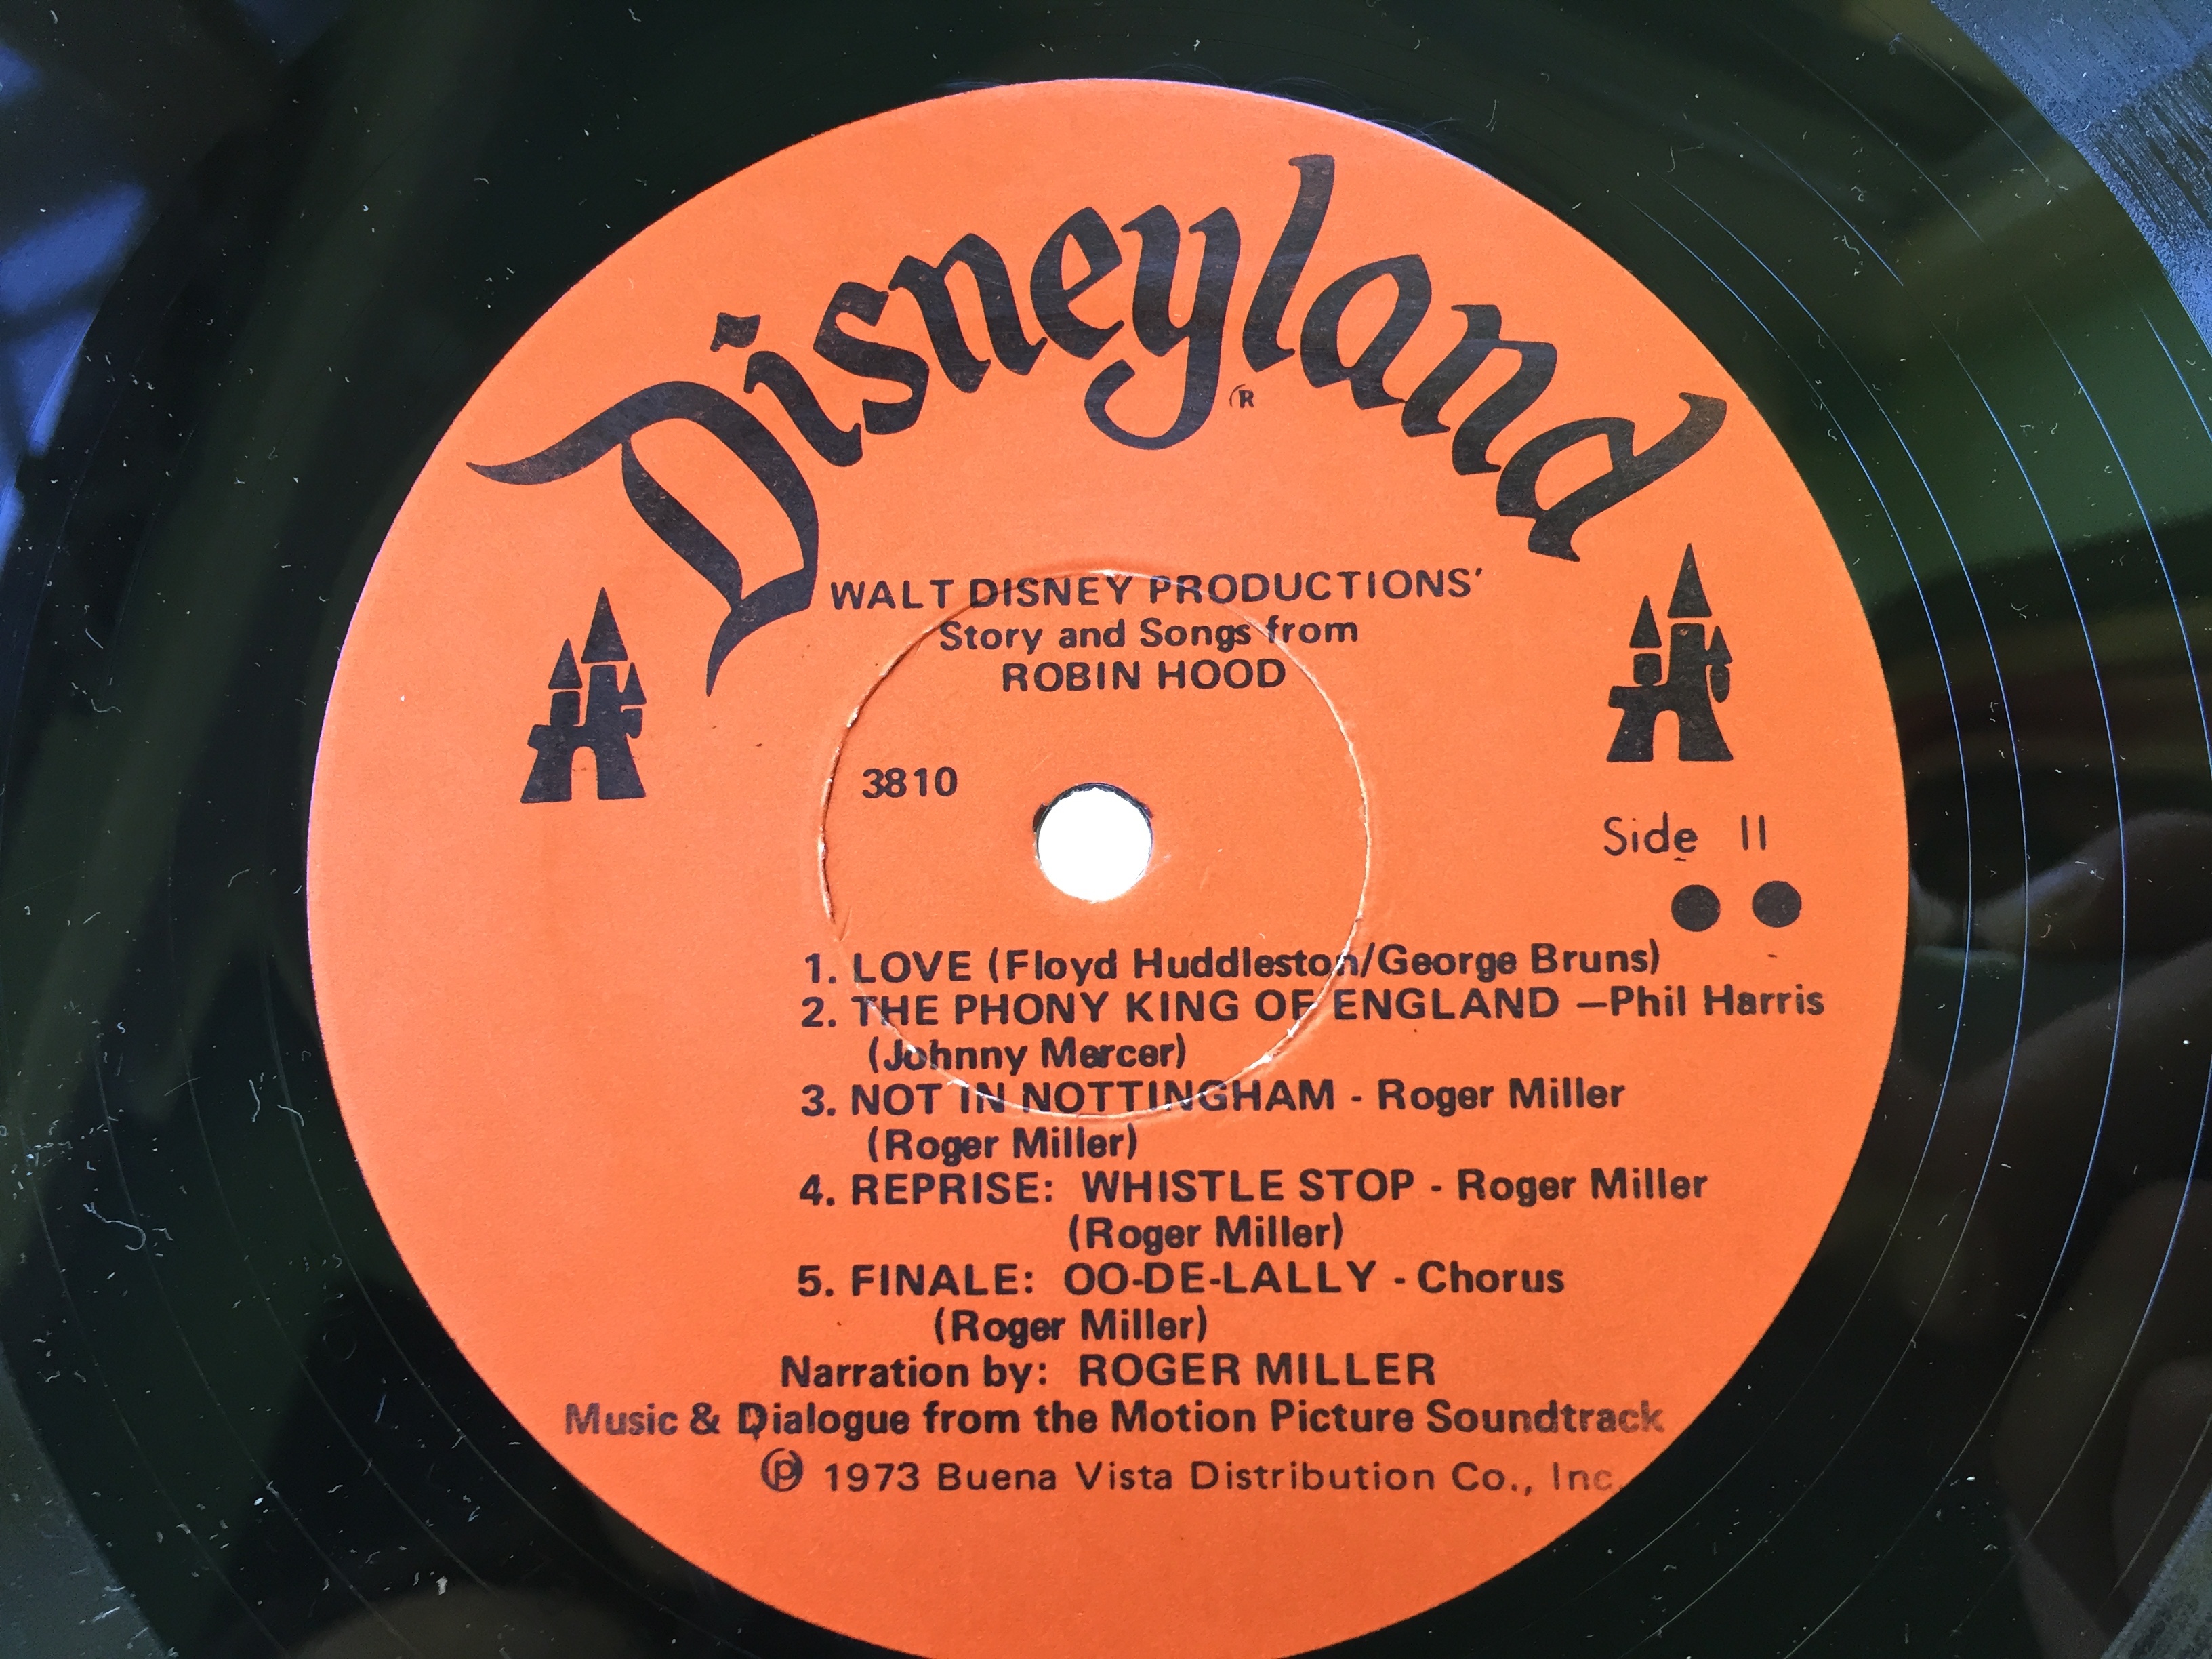 Disneyland
®
WALT DISNEY PRODUCTIONS'
Story and Songs from
ROBIN HOOD
3810
Side II
1. LOVE (Floyd Huddleston/George Bruns)
2. THE PHONY KING OF ENGLAND —Phil Harris
(Johnny Mercer)
3. NOT IN NOTTINGHAM - Roger Miller
(Roger Miller)
4. REPRISE: WHISTLE STOP - Roger Miller
(Roger Miller)
5. FINALE: OO-DE-LALLY - Chorus
(Roger Miller)
Narration by: ROGER MILLER
Music & Dialogue from the Motion Picture Soundtrack
℗ 1973 Buena Vista Distribution Co., Inc.